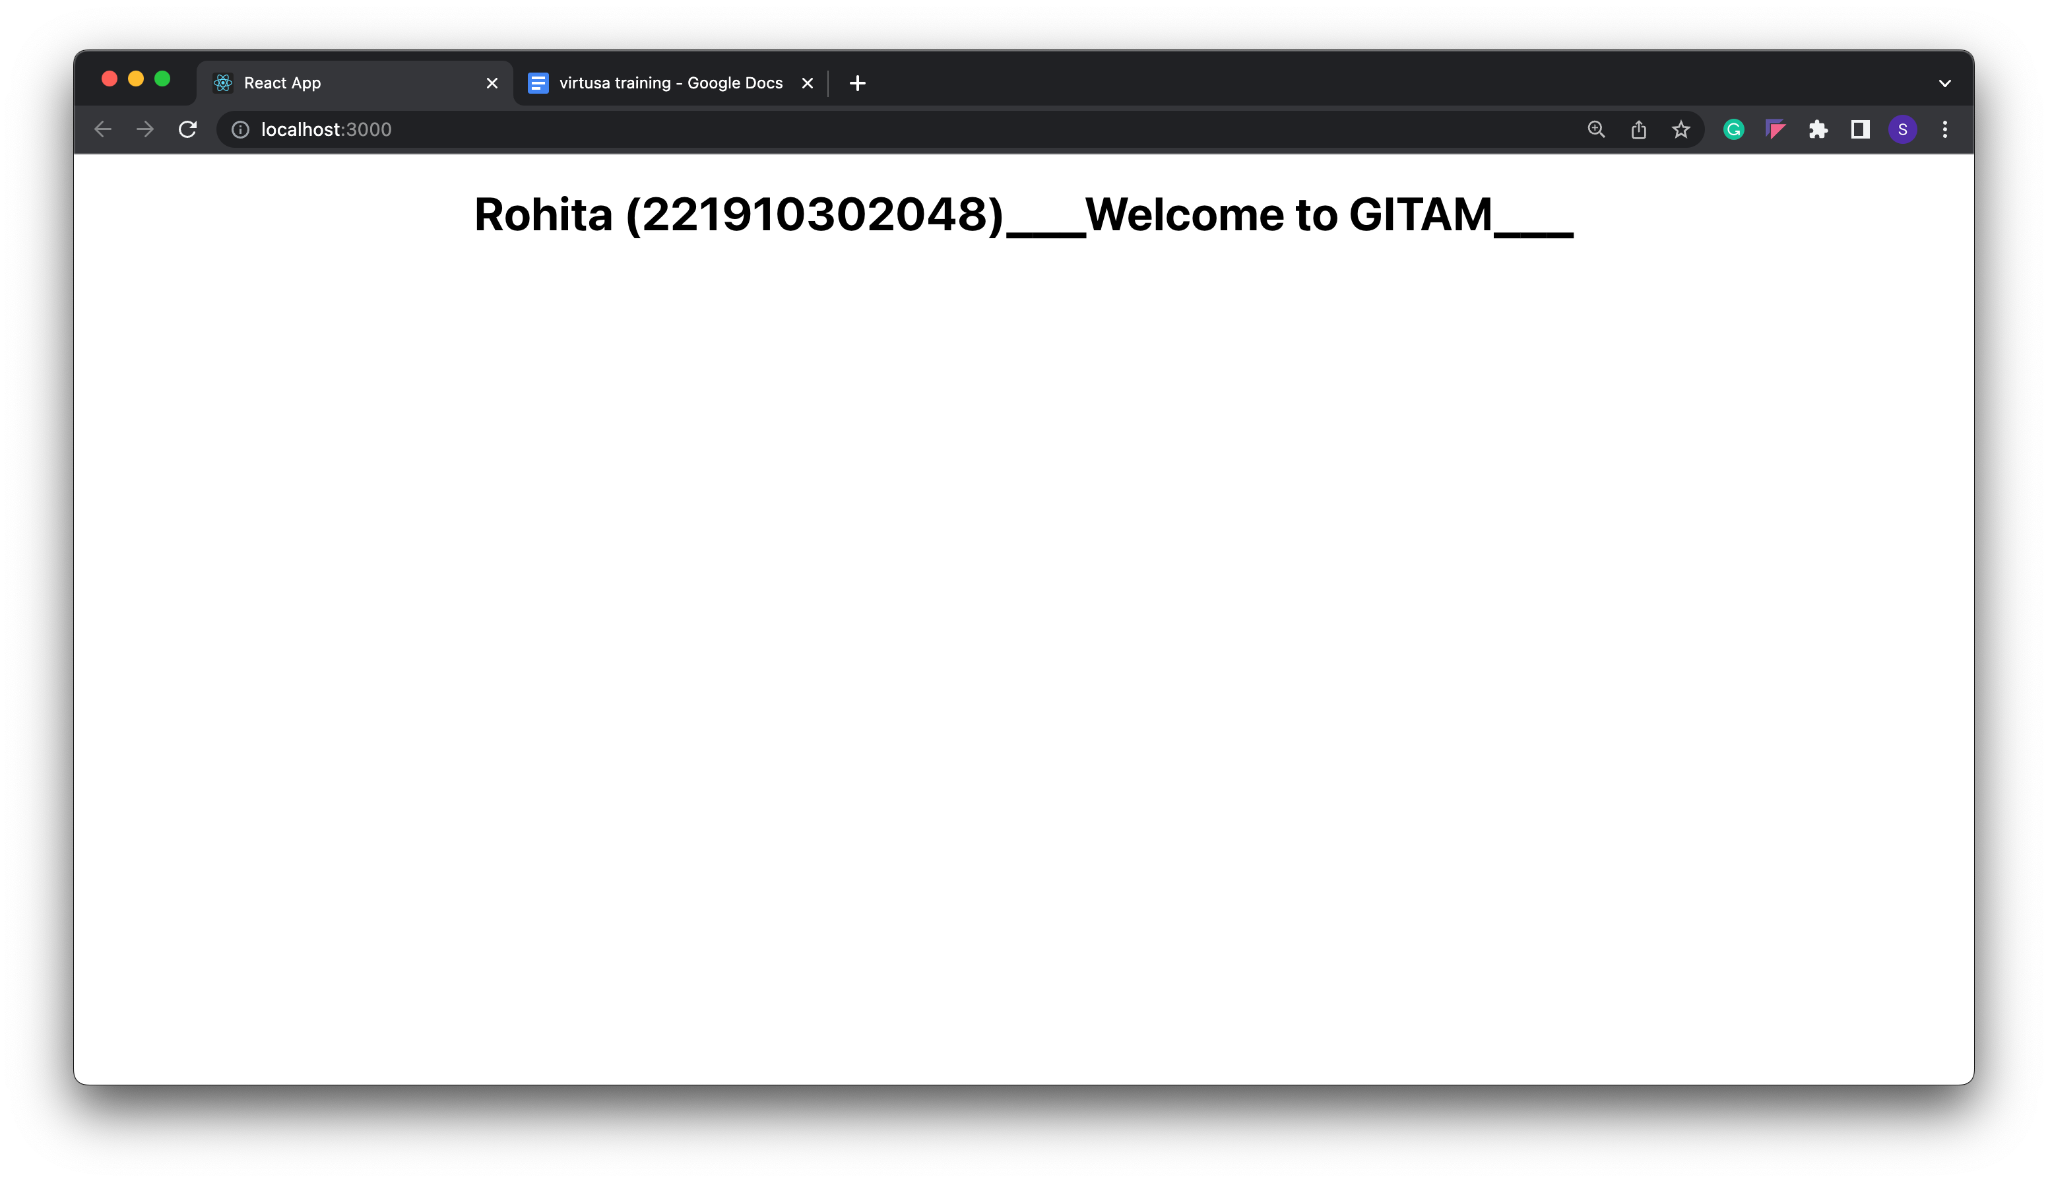 React App
virtusa training - Google Docs
localhost:3000
S
Rohita (221910302048)___Welcome to GITAM___